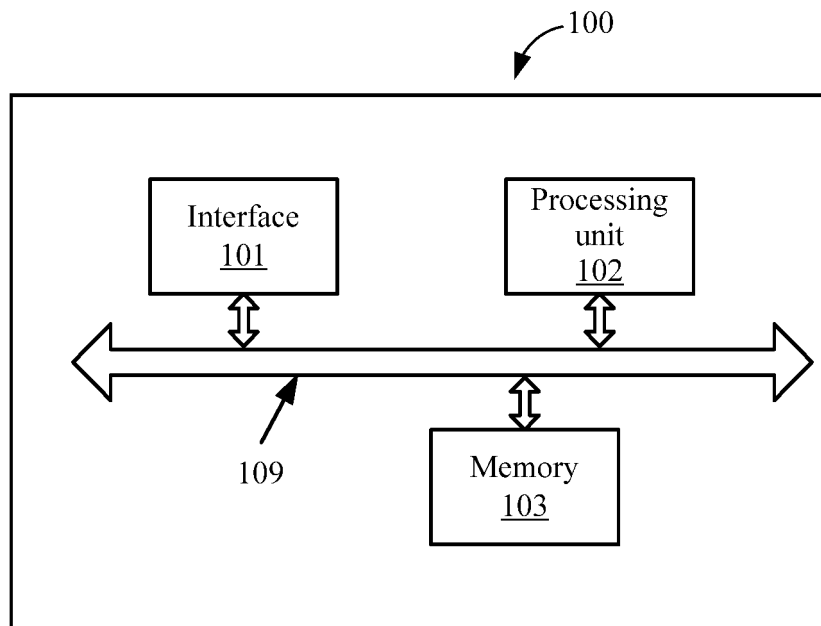 100
Interface
101
Processing
unit
102
109
Memory
103